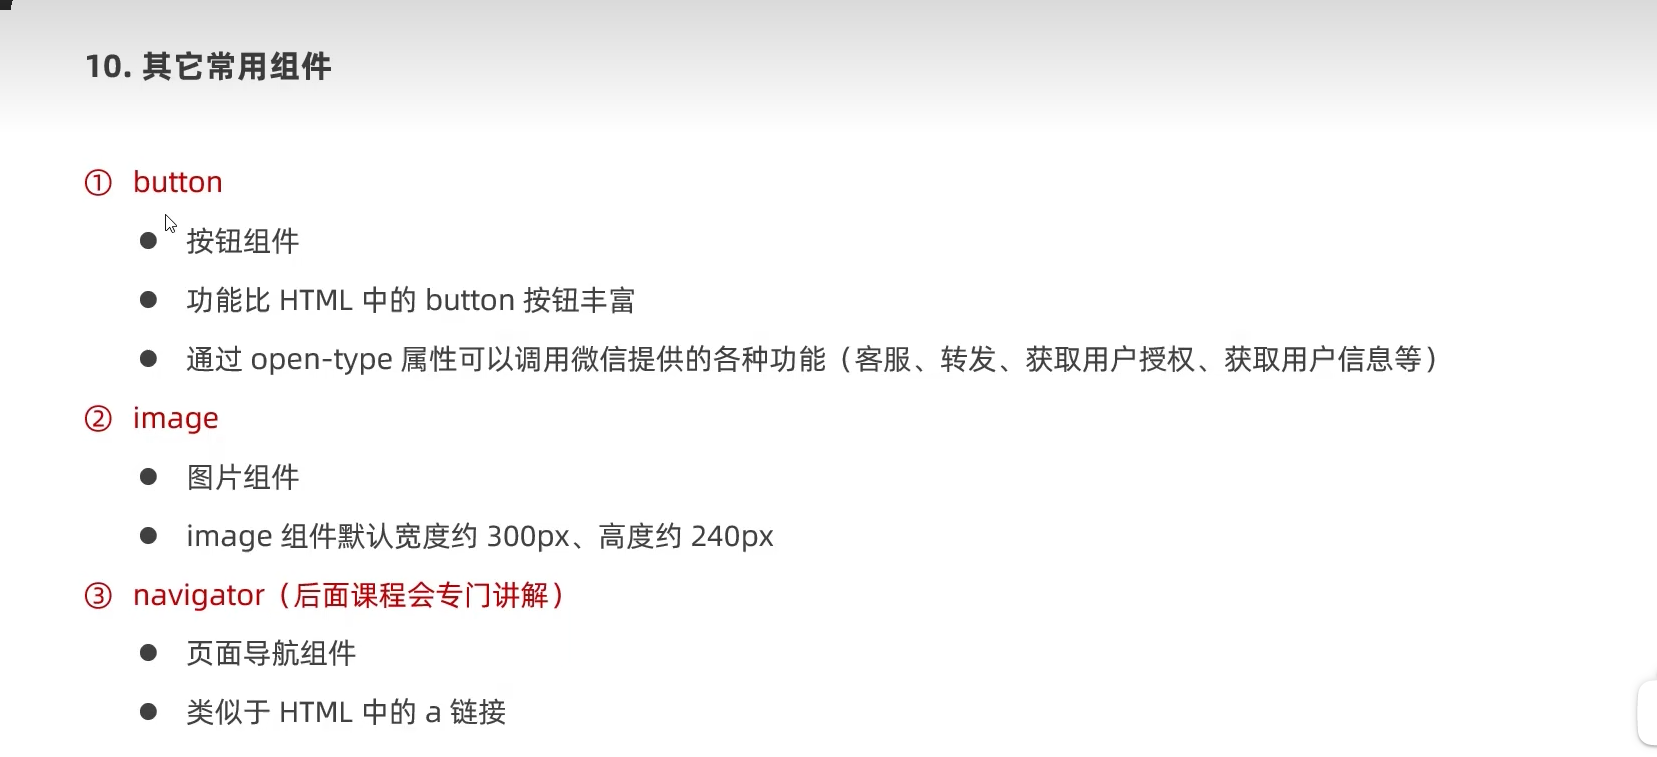 10. 其它常用组件
① button
● 按钮组件
● 功能比 HTML 中的 button 按钮丰富
● 通过 open-type 属性可以调用微信提供的各种功能（客服、转发、获取用户授权、获取用户信息等）
② image
● 图片组件
● image 组件默认宽度约 300px、高度约 240px
③ navigator（后面课程会专门讲解）
● 页面导航组件
● 类似于 HTML 中的 a 链接